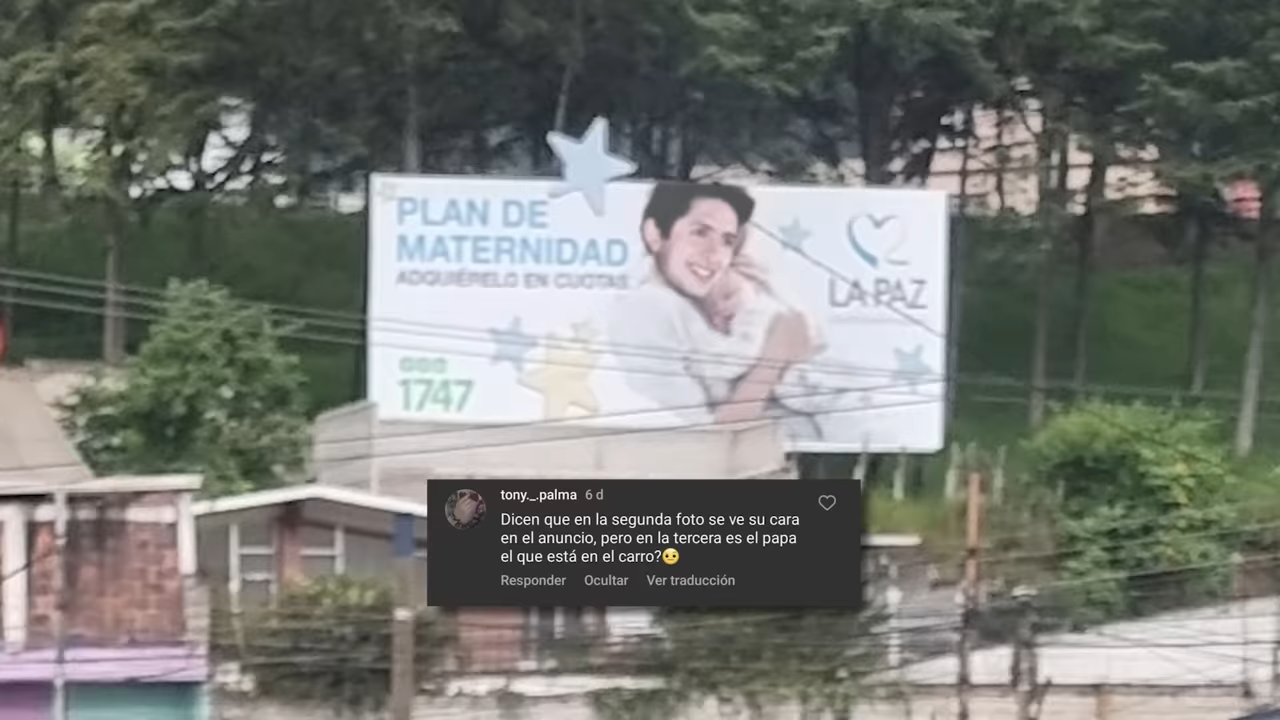 PLAN DE
MATERNIDAD
ADQUIÉRELO EN CUOTAS
1747
LA PAZ
tony._.palma 6 d
Dicen que en la segunda foto se ve su cara
en el anuncio, pero en la tercera es el papa
el que está en el carro?😉
Responder Ocultar Ver traducción